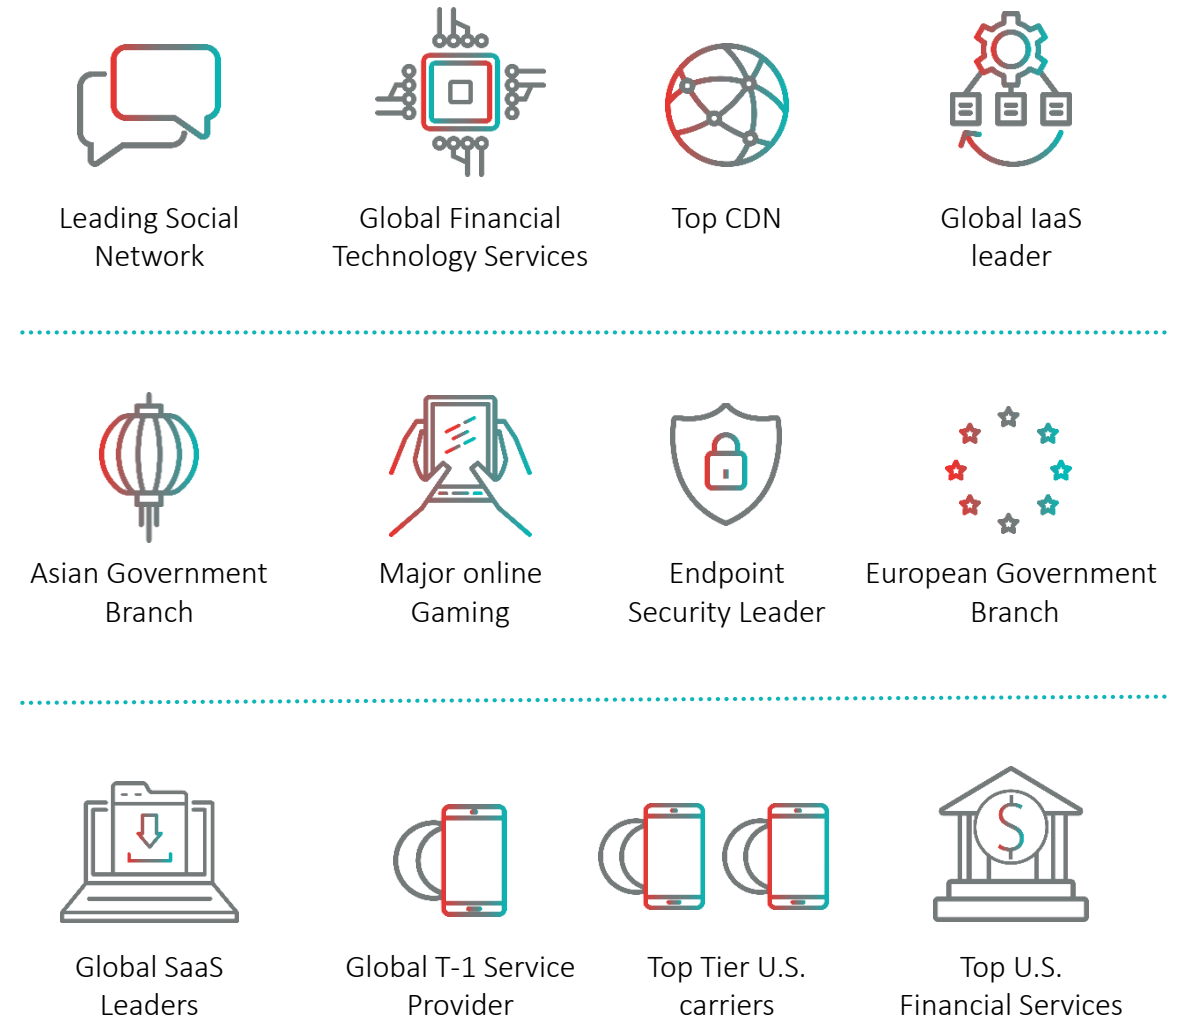 Leading Social
Network
Global Financial
Technology Services
Top CDN
Global IaaS
leader
Asian Government
Branch
Major online
Gaming
Endpoint
Security Leader
European Government
Branch
Global SaaS
Leaders
Global T-1 Service
Provider
Top Tier U.S.
carriers
Top U.S.
Financial Services